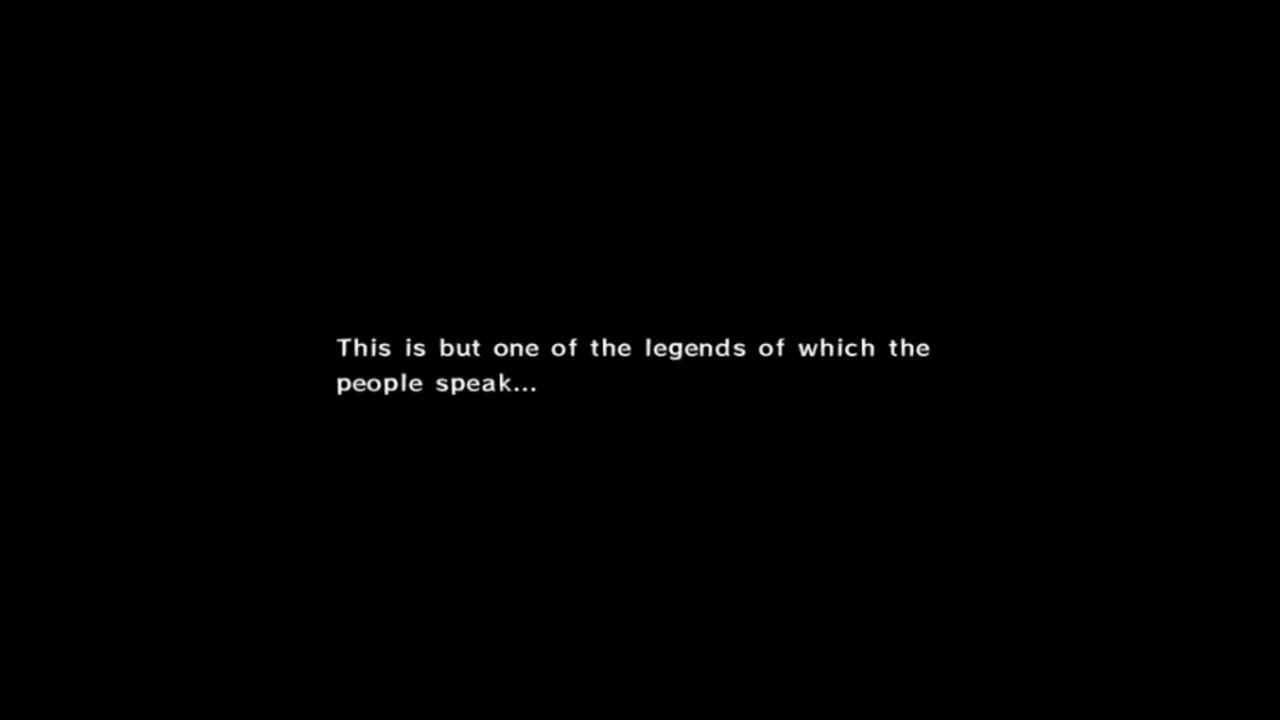 This is but one of the legends of which the
people speak...